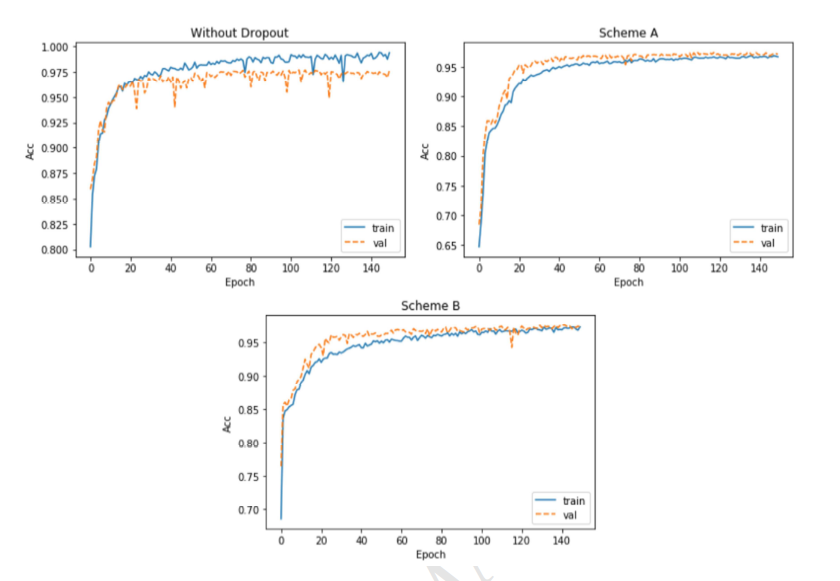 Without Dropout
1.000
0.975
0.950
0.925
0.900
0.875
0.850
0.825
0.800
Acc
0 20 40 60 80 100 120 140
Epoch
train
val
Scheme A
0.95
0.90
0.85
0.80
0.75
0.70
0.65
Acc
0 20 40 60 80 100 120 140
Epoch
train
val
Scheme B
0.95
0.90
0.85
0.80
0.75
0.70
Acc
0 20 40 60 80 100 120 140
Epoch
train
val